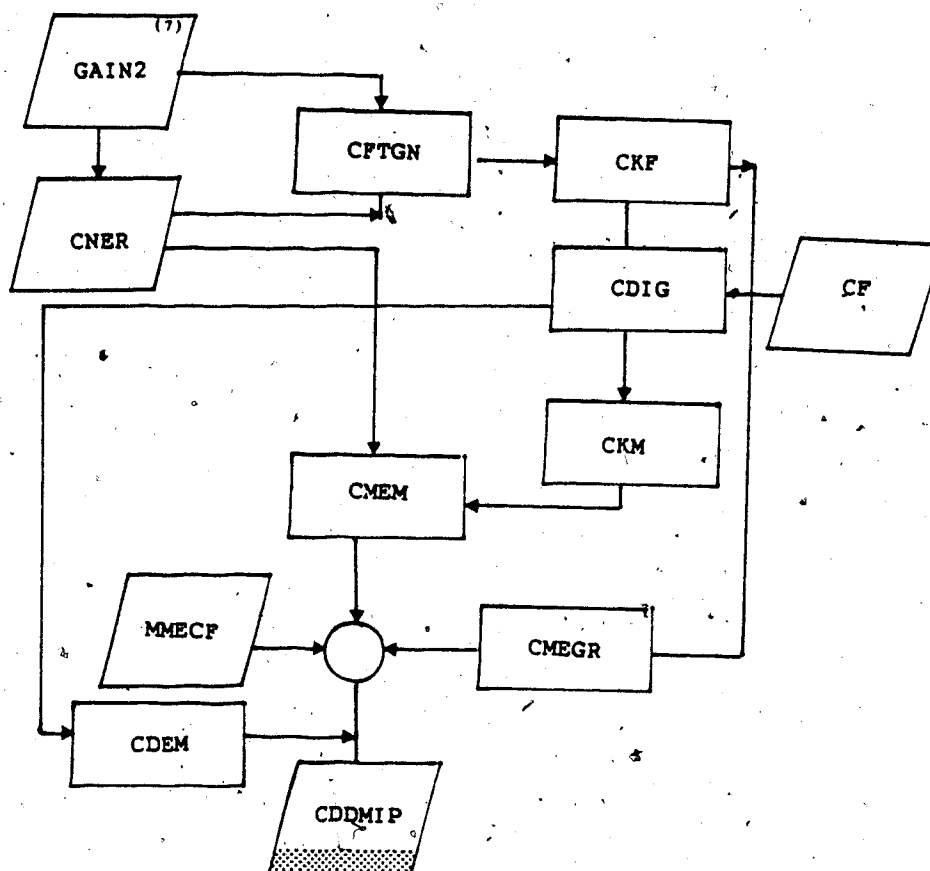 (7)
GAIN2
CFTGN
CKF
CNER
CDIG
CF
CKM
CMEM
MMECF
CMEGR
CDEM
CDDMIP